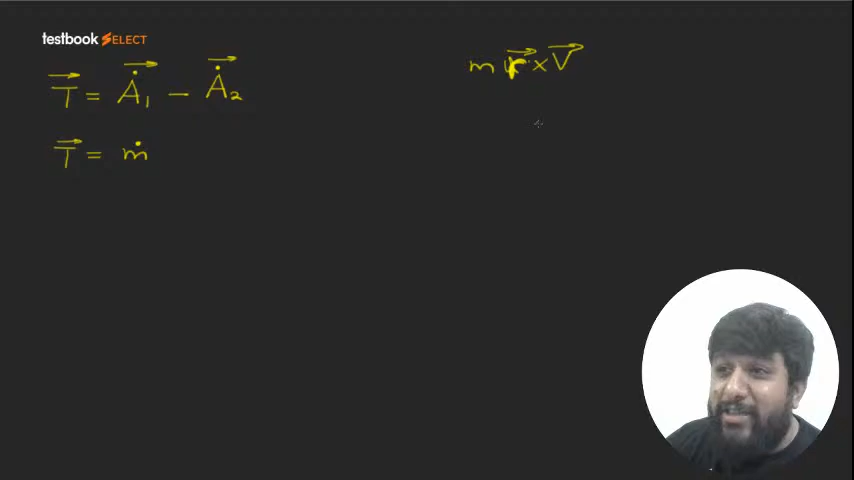 testbook SELECT
m r⃗ × V⃗
T⃗ = Ȧ⃗₁ − Ȧ⃗₂
T⃗ = ṁ